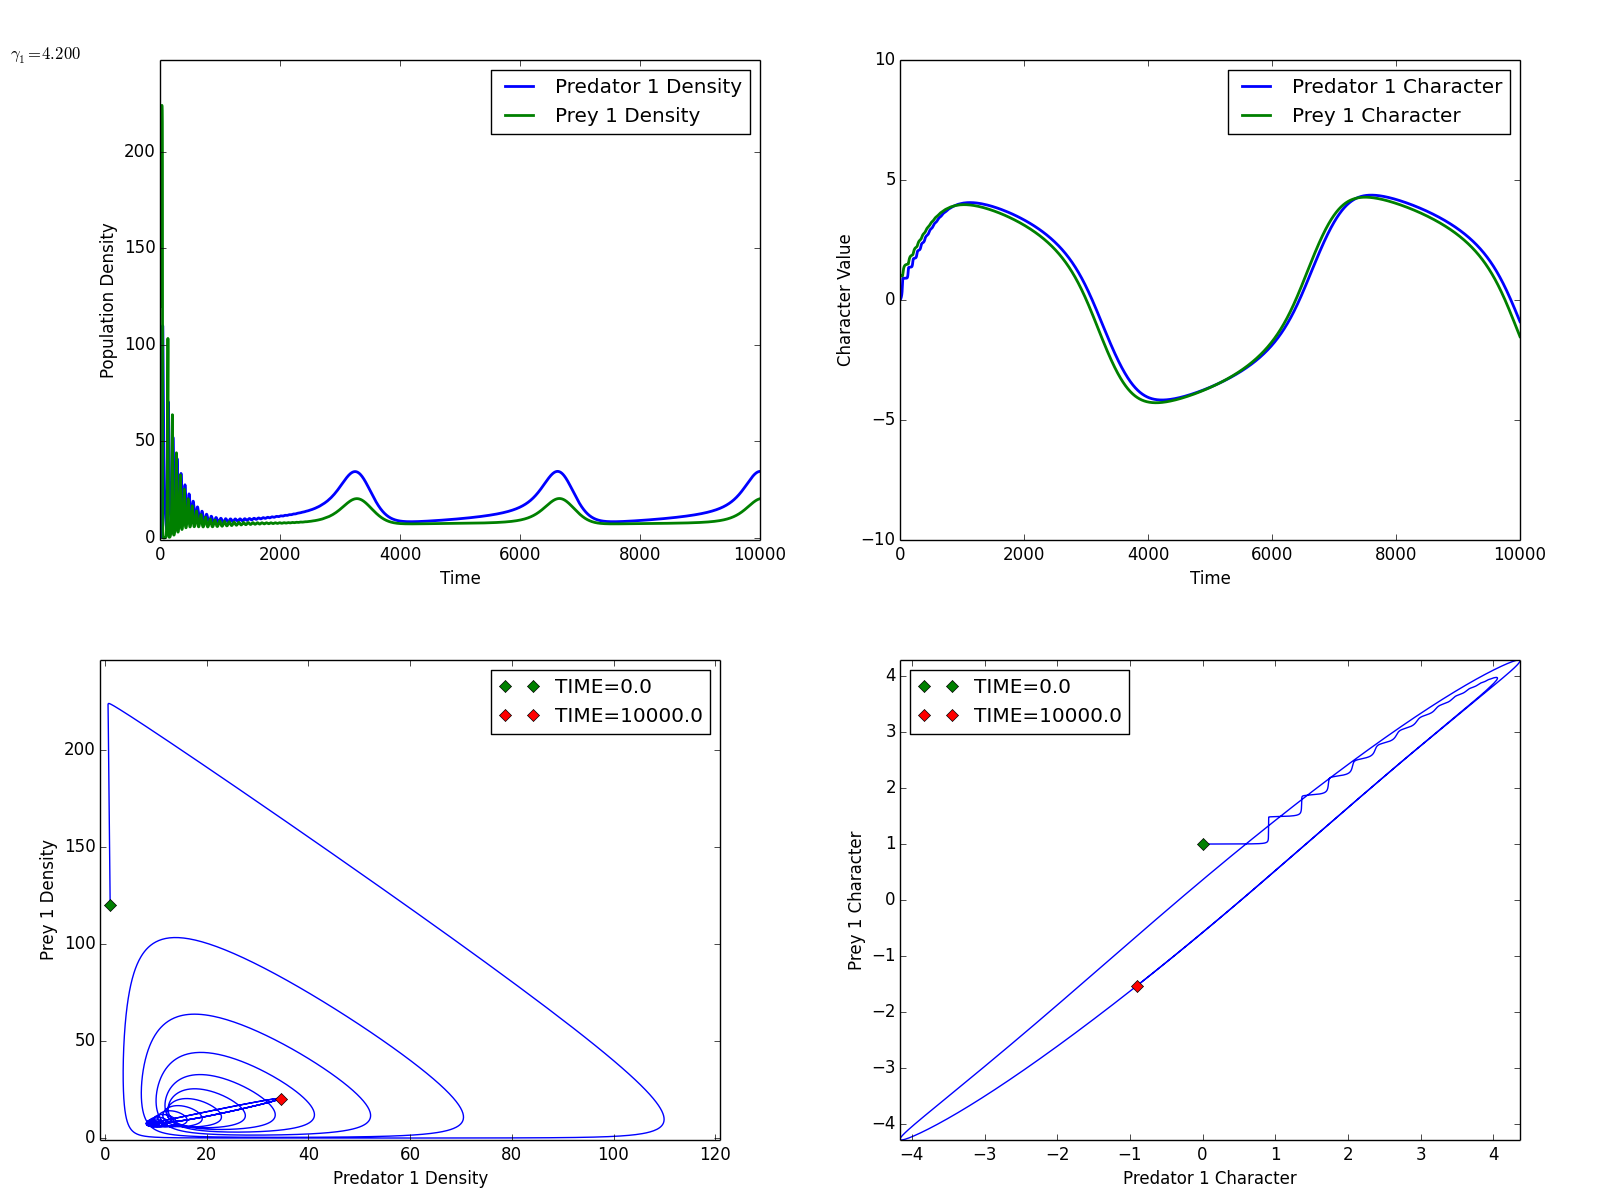 γ₁=4.200
Predator 1 Density
Prey 1 Density
200
150
100
50
0
Population Density
0 2000 4000 6000 8000 10000
Time
Predator 1 Character
Prey 1 Character
10
5
0
−5
−10
Character Value
0 2000 4000 6000 8000 10000
Time
TIME=0.0
TIME=10000.0
200
150
100
50
0
Prey 1 Density
0 20 40 60 80 100 120
Predator 1 Density
TIME=0.0
TIME=10000.0
4
3
2
1
0
−1
−2
−3
−4
Prey 1 Character
−4 −3 −2 −1 0 1 2 3 4
Predator 1 Character